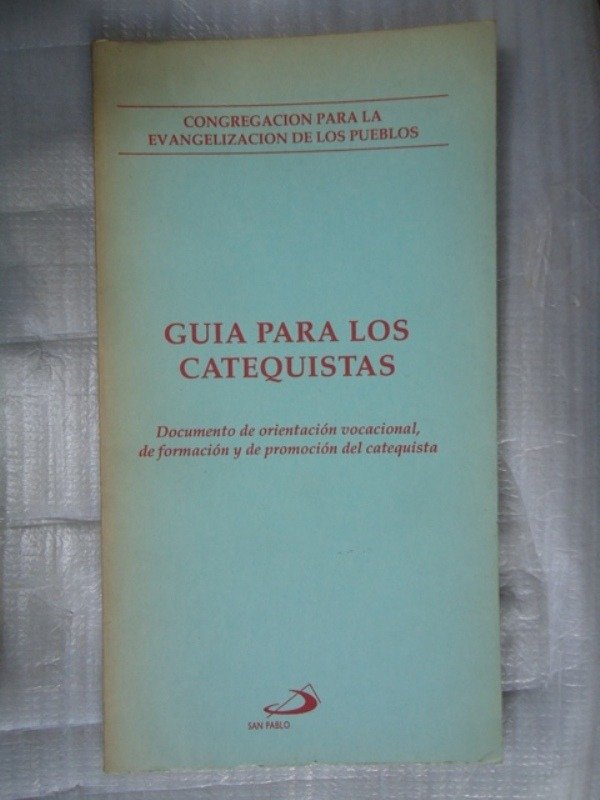 CONGREGACION PARA LA
EVANGELIZACION DE LOS PUEBLOS
GUIA PARA LOS
CATEQUISTAS
Documento de orientación vocacional,
de formación y de promoción del catequista
SAN PABLO